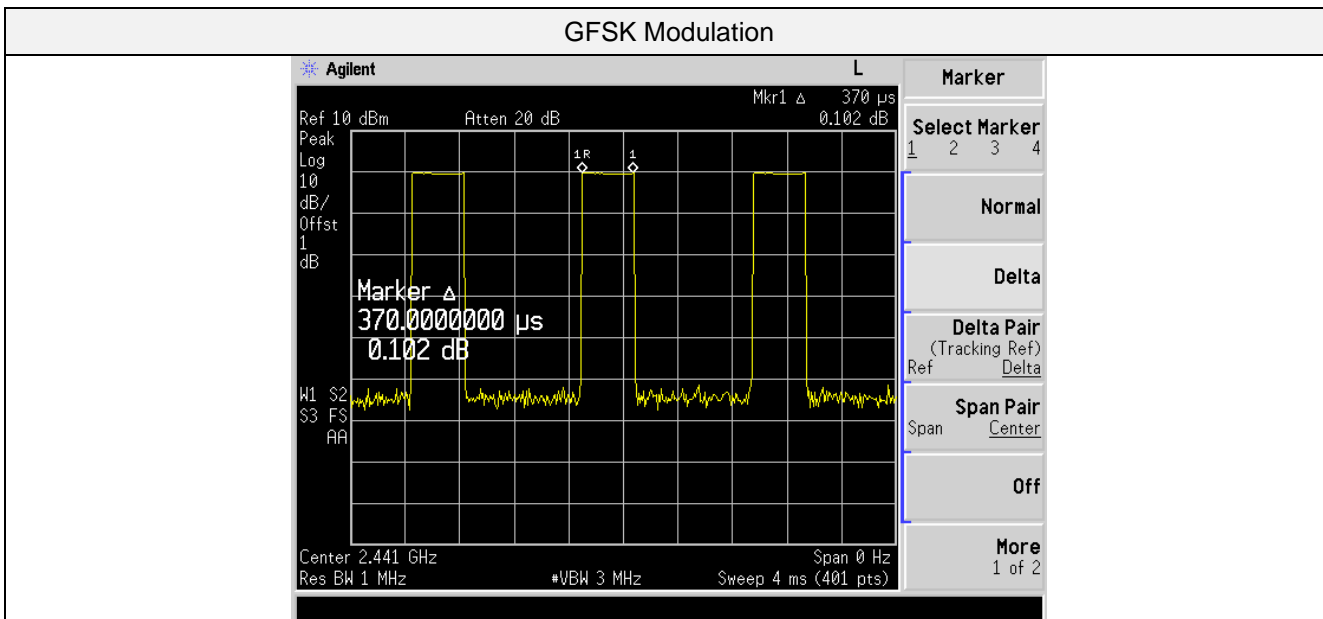 GFSK Modulation
Agilent L
Mkr1 Δ 370 µs
Ref 10 dBm Atten 20 dB 0.102 dB
Peak
Log
10
dB/
Offst
1
dB
1R 1
Marker Δ
370.0000000 µs
0.102 dB
W1 S2
S3 FS
AA
Center 2.441 GHz Span 0 Hz
Res BW 1 MHz #VBW 3 MHz Sweep 4 ms (401 pts)
Marker
Select Marker
1 2 3 4
Normal
Delta
Delta Pair
(Tracking Ref)
Ref Delta
Span Pair
Span Center
Off
More
1 of 2